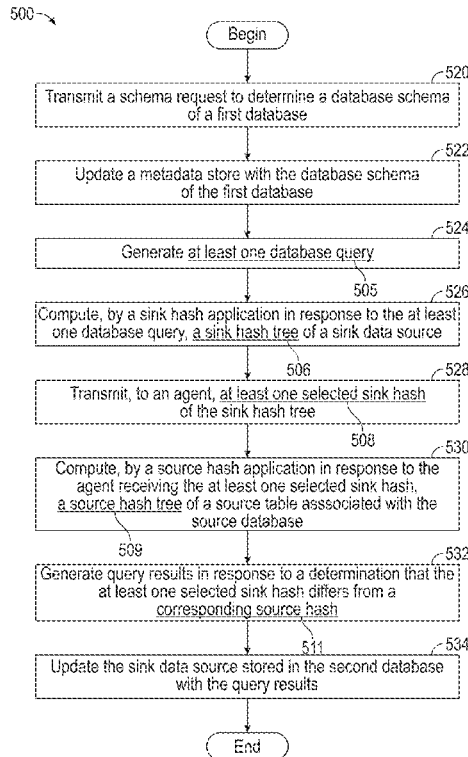 500
Begin
520
Transmit a schema request to determine a database schema
of a first database
522
Update a metadata store with the database schema
of the first database
524
Generate at least one database query
505
526
Compute, by a sink hash application in response to the at least
one database query, a sink hash tree of a sink data source
506
528
Transmit, to an agent, at least one selected sink hash
of the sink hash tree
508
530
Compute, by a source hash application in response to the
agent receiving the at least one selected sink hash,
a source hash tree of a source table asssociated with the
source database
509
532
Generate query results in response to a determination that the
at least one selected sink hash differs from a
corresponding source hash
511
534
Update the sink data source stored in the second database
with the query results
End